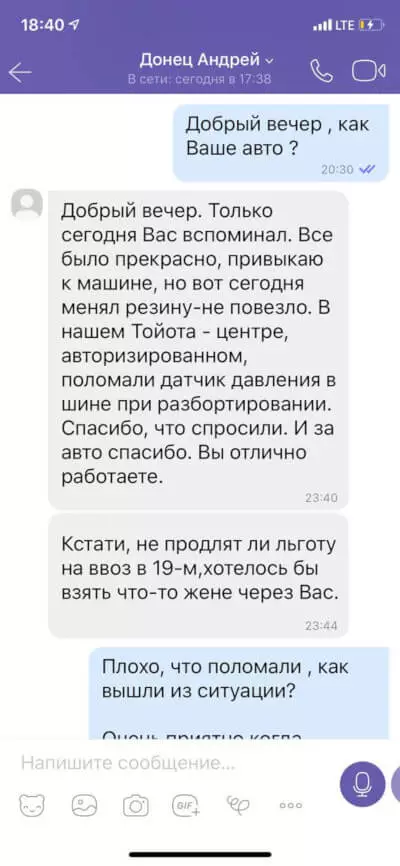 18:40 LTE
Донец Андрей
В сети: сегодня в 17:38
Добрый вечер , как
Ваше авто ?
20:30
Добрый вечер. Только
сегодня Вас вспоминал. Все
было прекрасно, привыкаю
к машине, но вот сегодня
менял резину-не повезло. В
нашем Тойота - центре,
авторизированном,
поломали датчик давления в
шине при разбортировании.
Спасибо, что спросили. И за
авто спасибо. Вы отлично
работаете.
23:40
Кстати, не продлят ли льготу
на ввоз в 19-м,хотелось бы
взять что-то жене через Вас.
23:44
Плохо, что поломали , как
вышли из ситуации?
Очень приятно когда
Напишите сообщение...
GIF